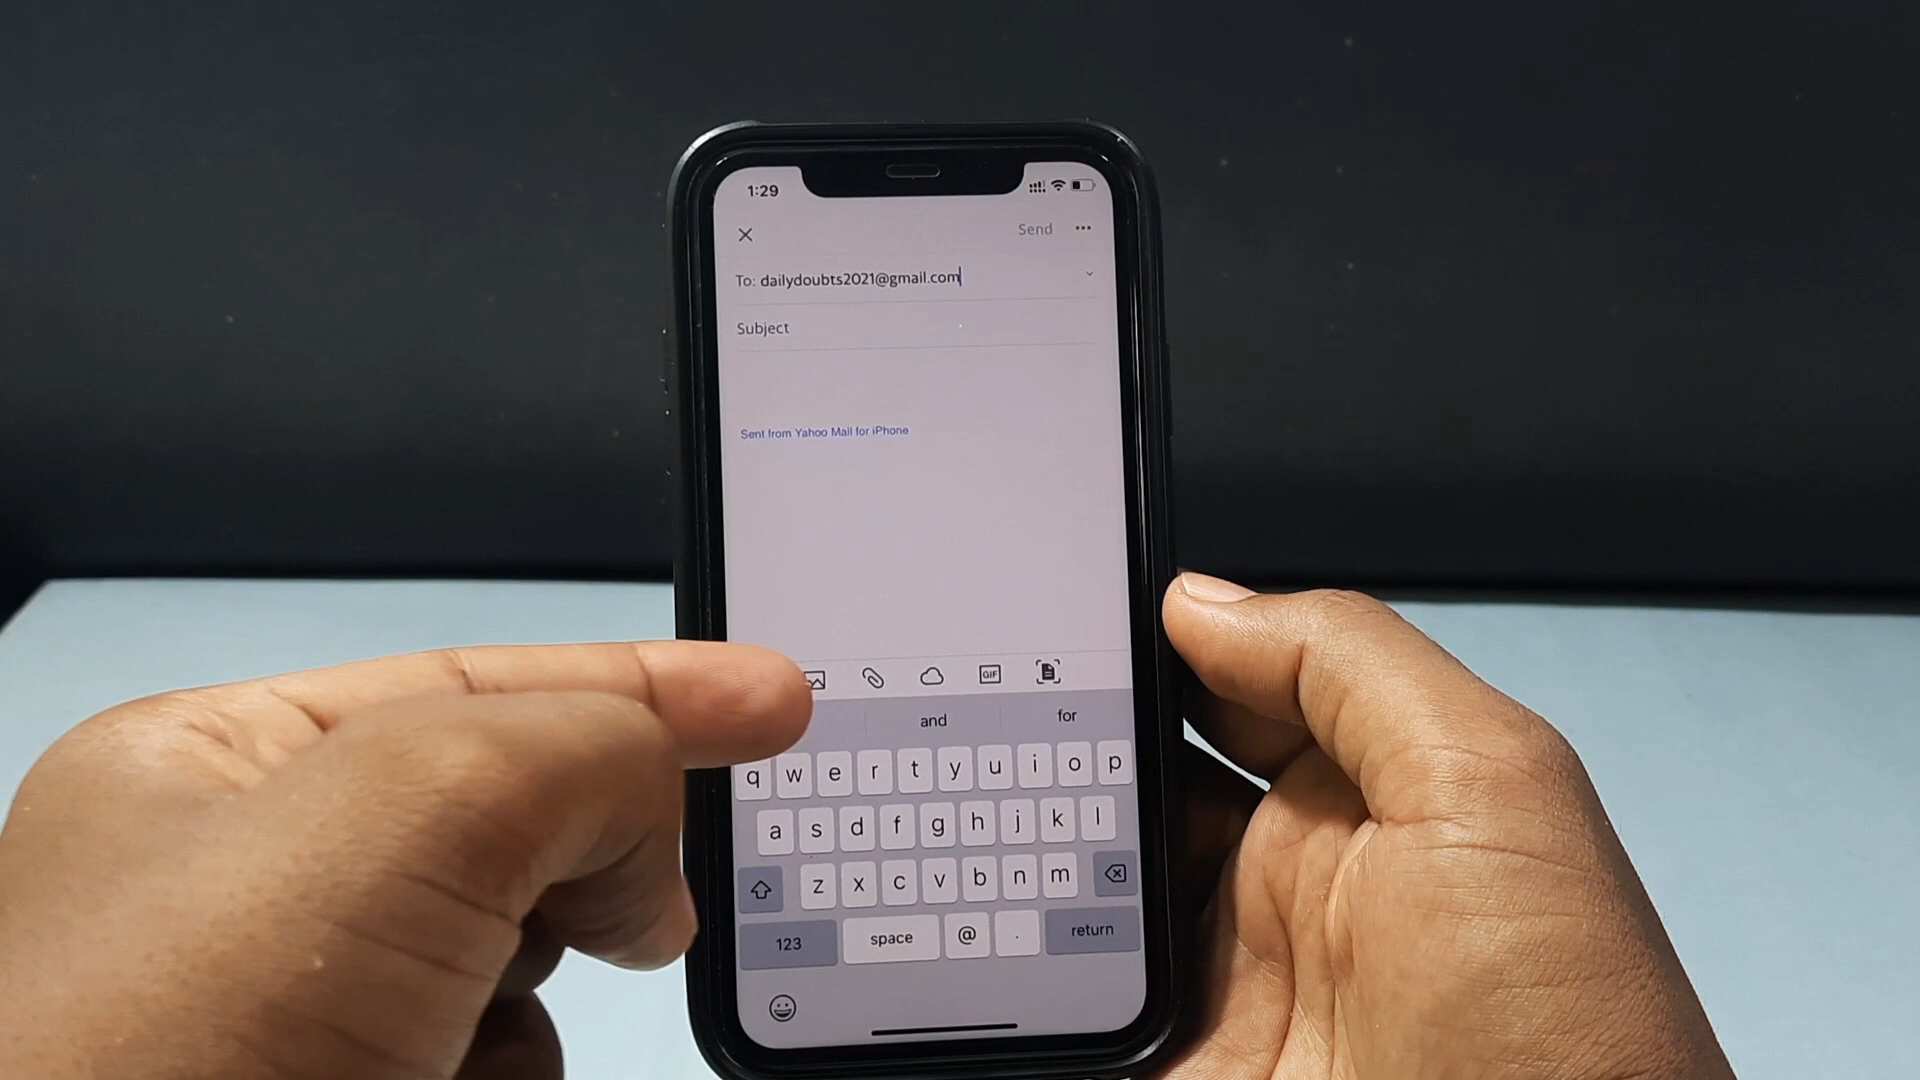 1:29
Send
To: dailydoubts2021@gmail.com
Subject
Sent from Yahoo Mail for iPhone
GIF
and for
q w e r t y u i o p
a s d f g h j k l
z x c v b n m
123 space @ . return